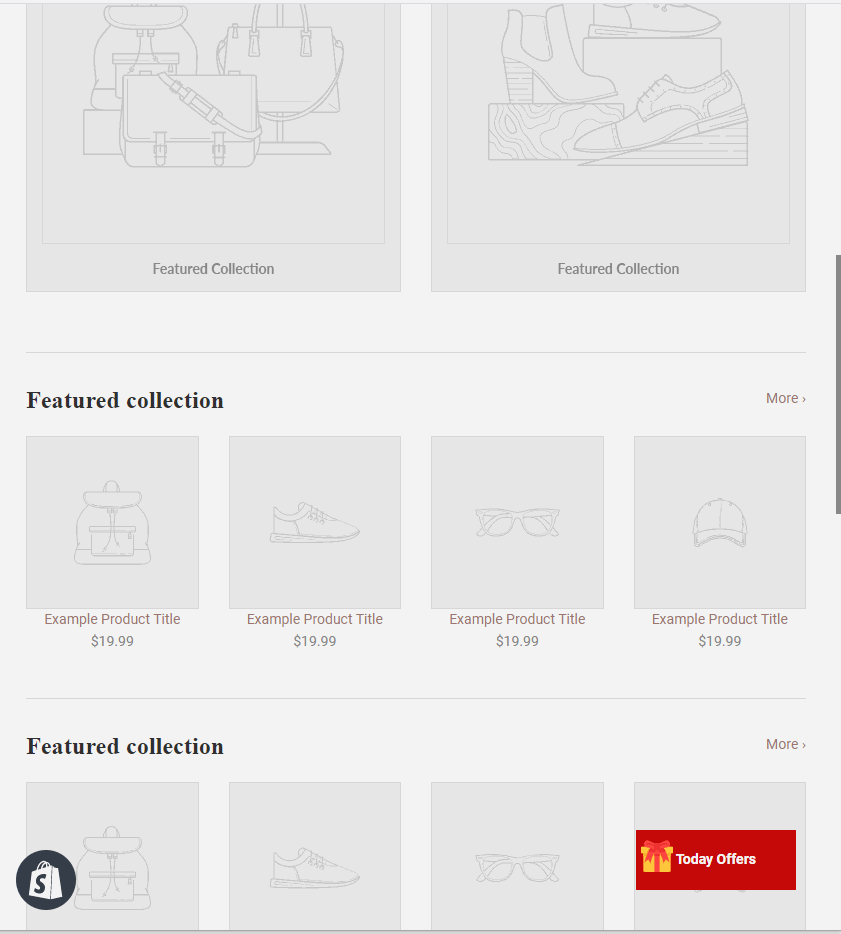 Featured Collection
Featured Collection
Featured collection
More ›
Example Product Title
$19.99
Example Product Title
$19.99
Example Product Title
$19.99
Example Product Title
$19.99
Featured collection
More ›
S
Today Offers